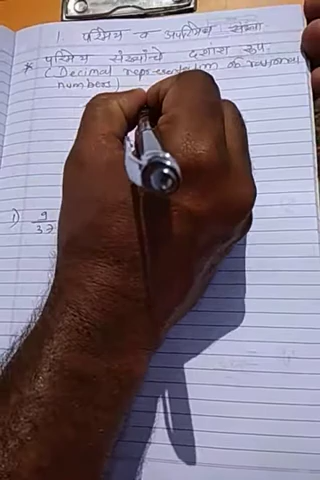 1. परिमेय व अपरिमेय संख्या
* परिमेय संख्यांचे दशांश रूप
(Decimal representation of rational
numbers)
1) 9/37